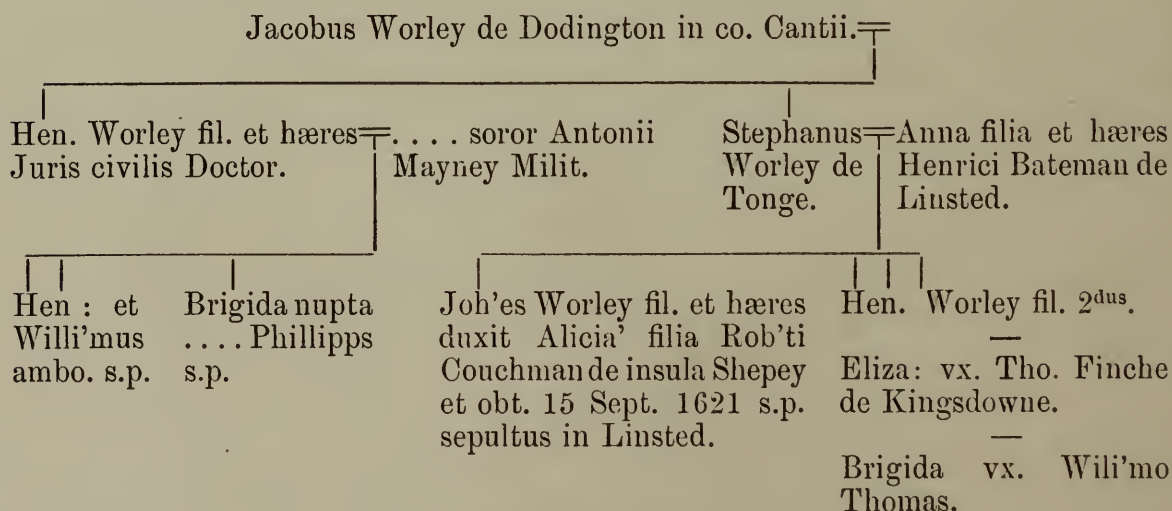 Jacobus Worley de Dodington in co. Cantii.
Hen. Worley fil. et hæres
Juris civilis Doctor.
. . . . soror Antonii
Mayney Milit.
Stephanus
Worley de
Tonge.
Anna filia et hæres
Henrici Bateman de
Linsted.
Hen : et
Willi'mus
ambo. s.p.
Brigida nupta
. . . . Phillipps
s.p.
Joh'es Worley fil. et hæres
duxit Alicia' filia Rob'ti
Couchman de insula Shepey
et obt. 15 Sept. 1621 s.p.
sepultus in Linsted.
Hen. Worley fil. 2dus.
Eliza: vx. Tho. Finche
de Kingsdowne.
Brigida vx. Wili'mo
Thomas.